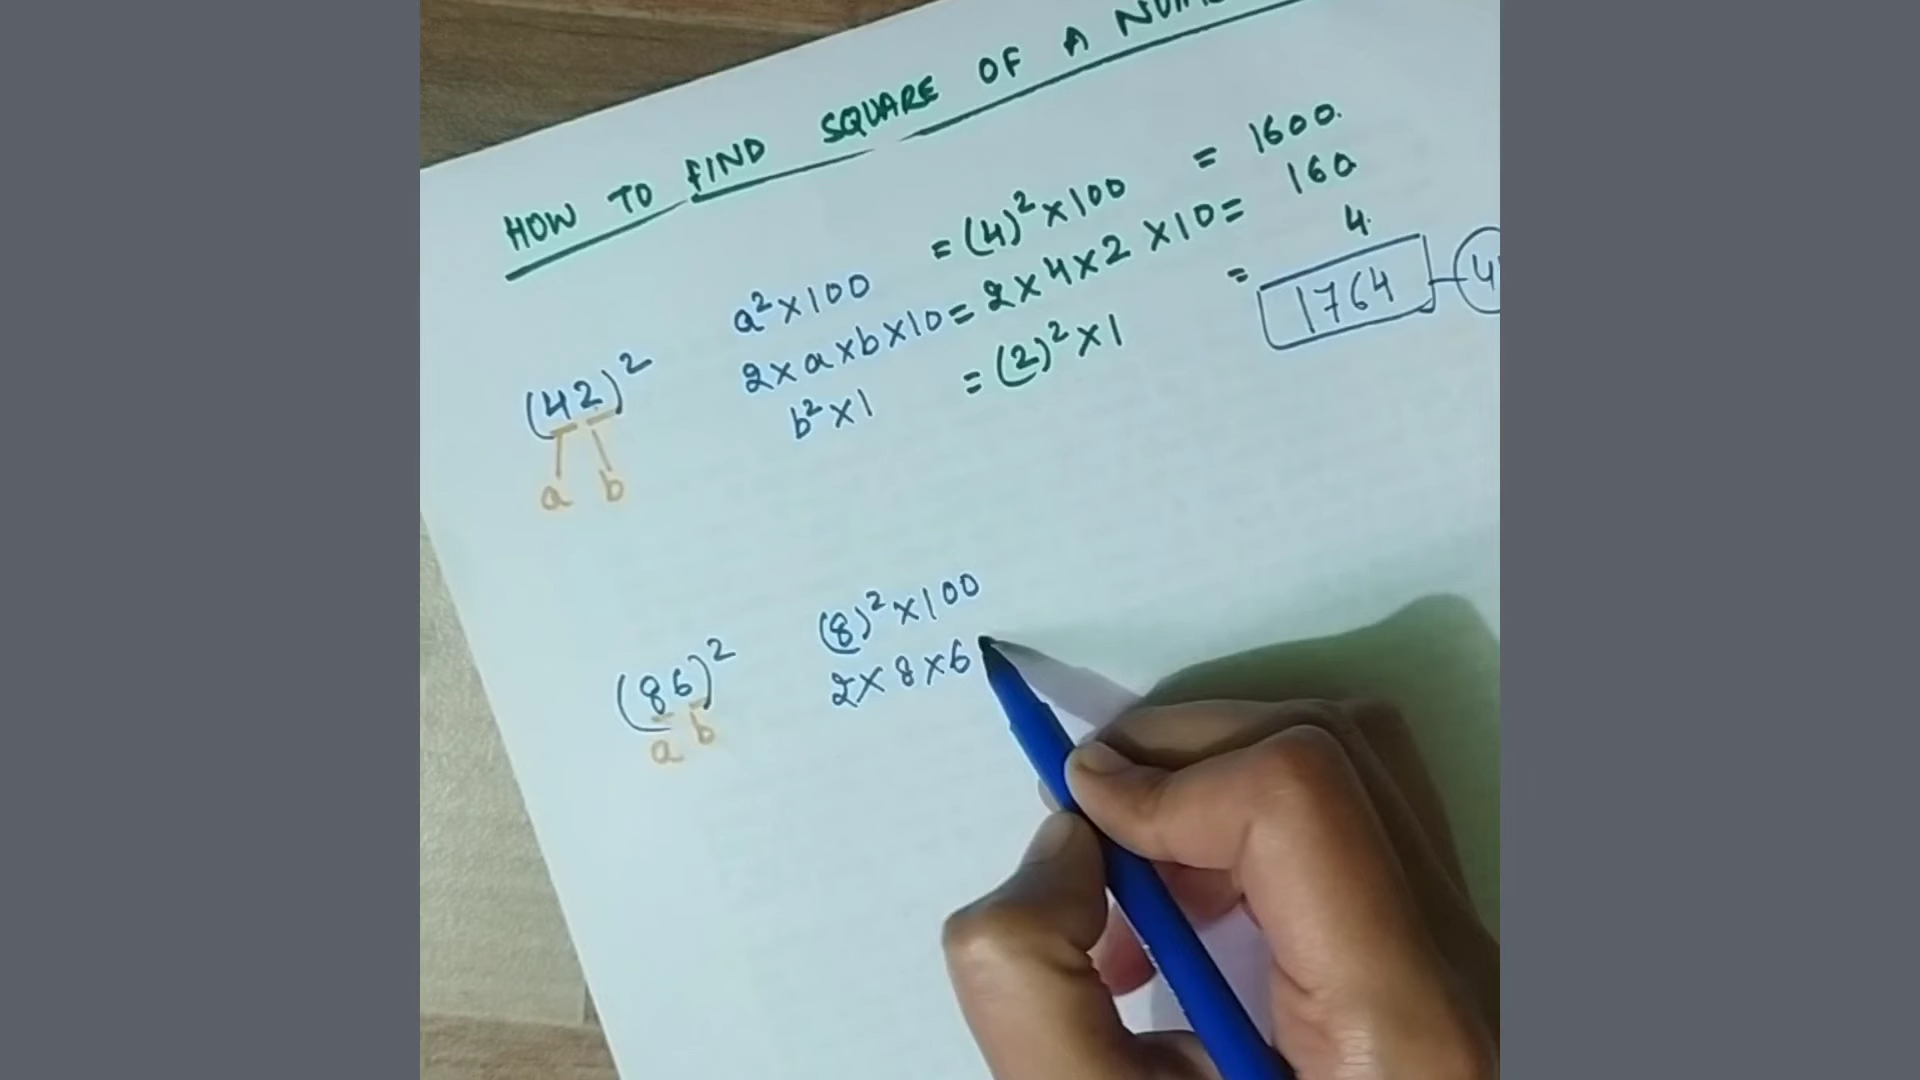 HOW TO FIND SQUARE OF A
(42)² a²×100 = (4)²×100 = 1600.
2×a×b×10 = 2×4×2×10 = 160
b²×1 = (2)²×1 = 4.
1764
a b
(86)² (8)²×100
2×8×6
a b